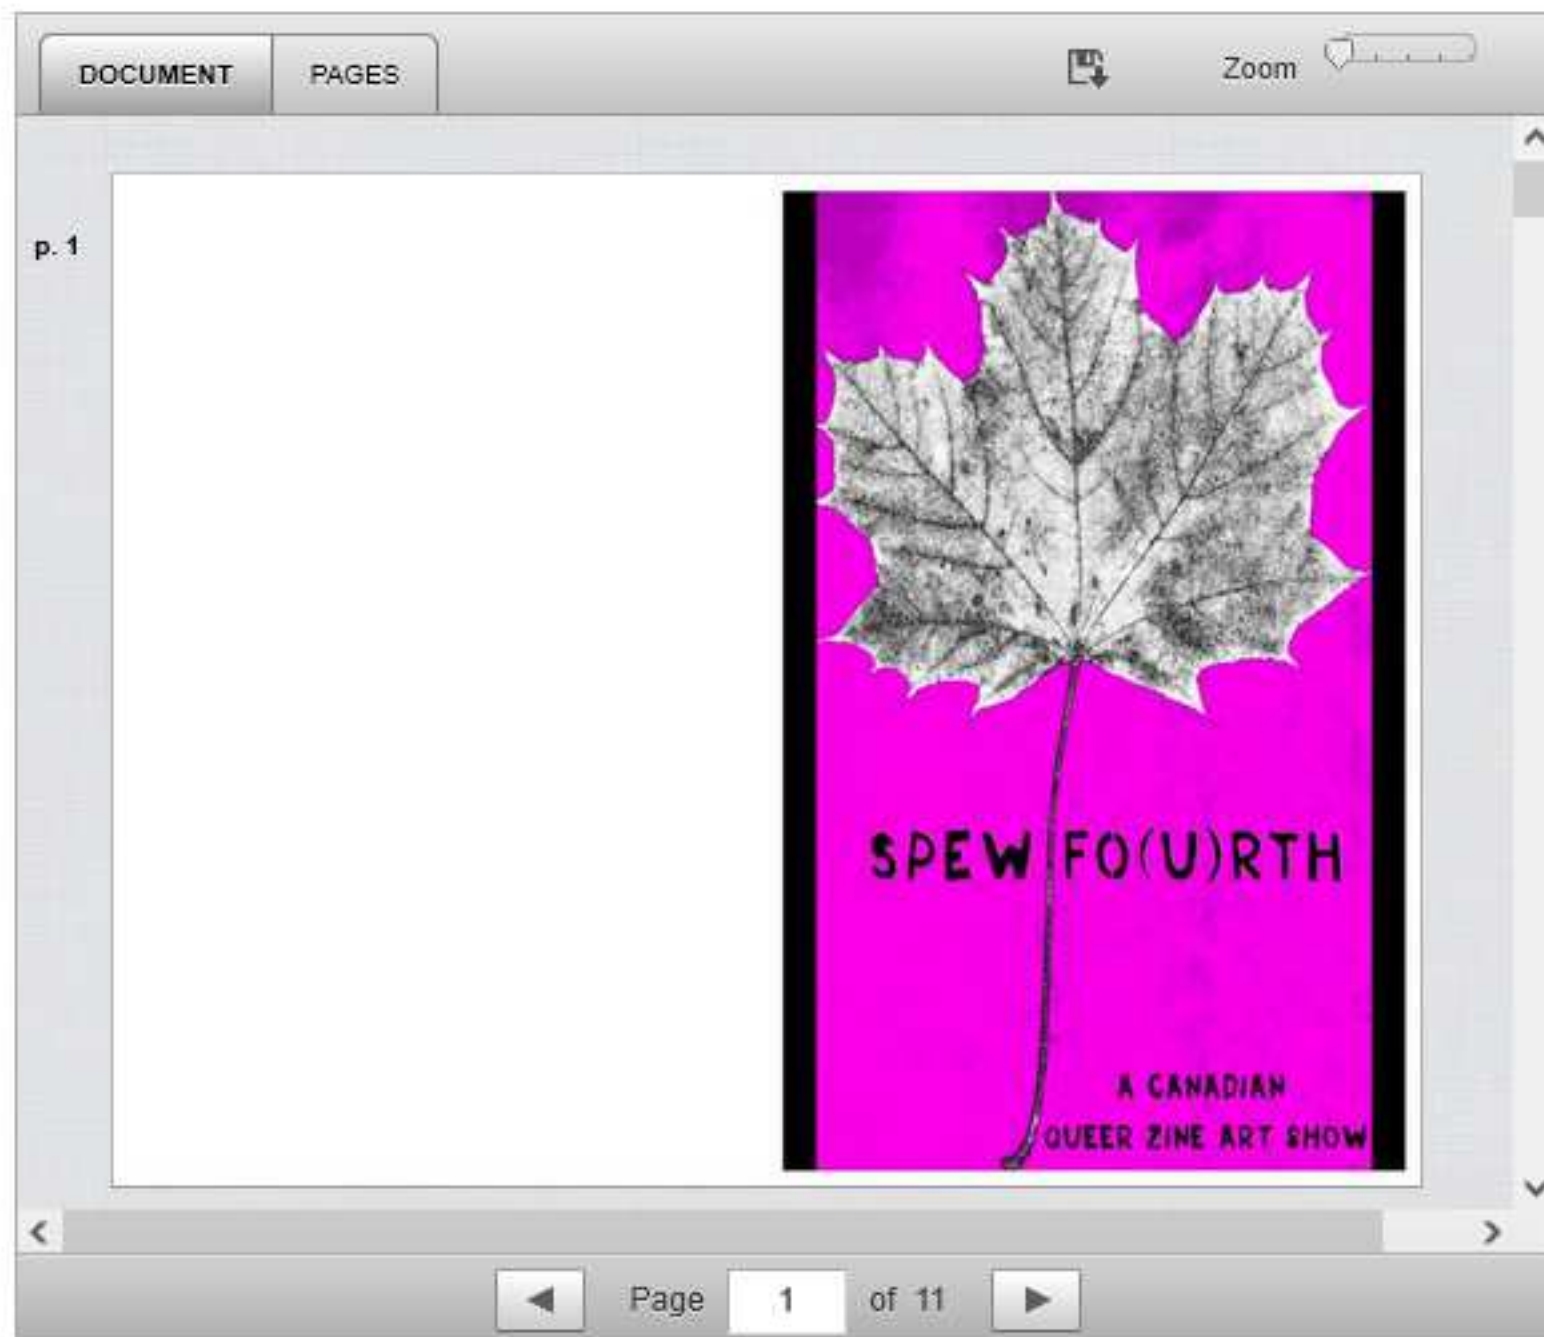 DOCUMENT PAGES Zoom
p. 1
SPEW FO(U)RTH
A CANADIAN
QUEER ZINE ART SHOW
Page 1 of 11